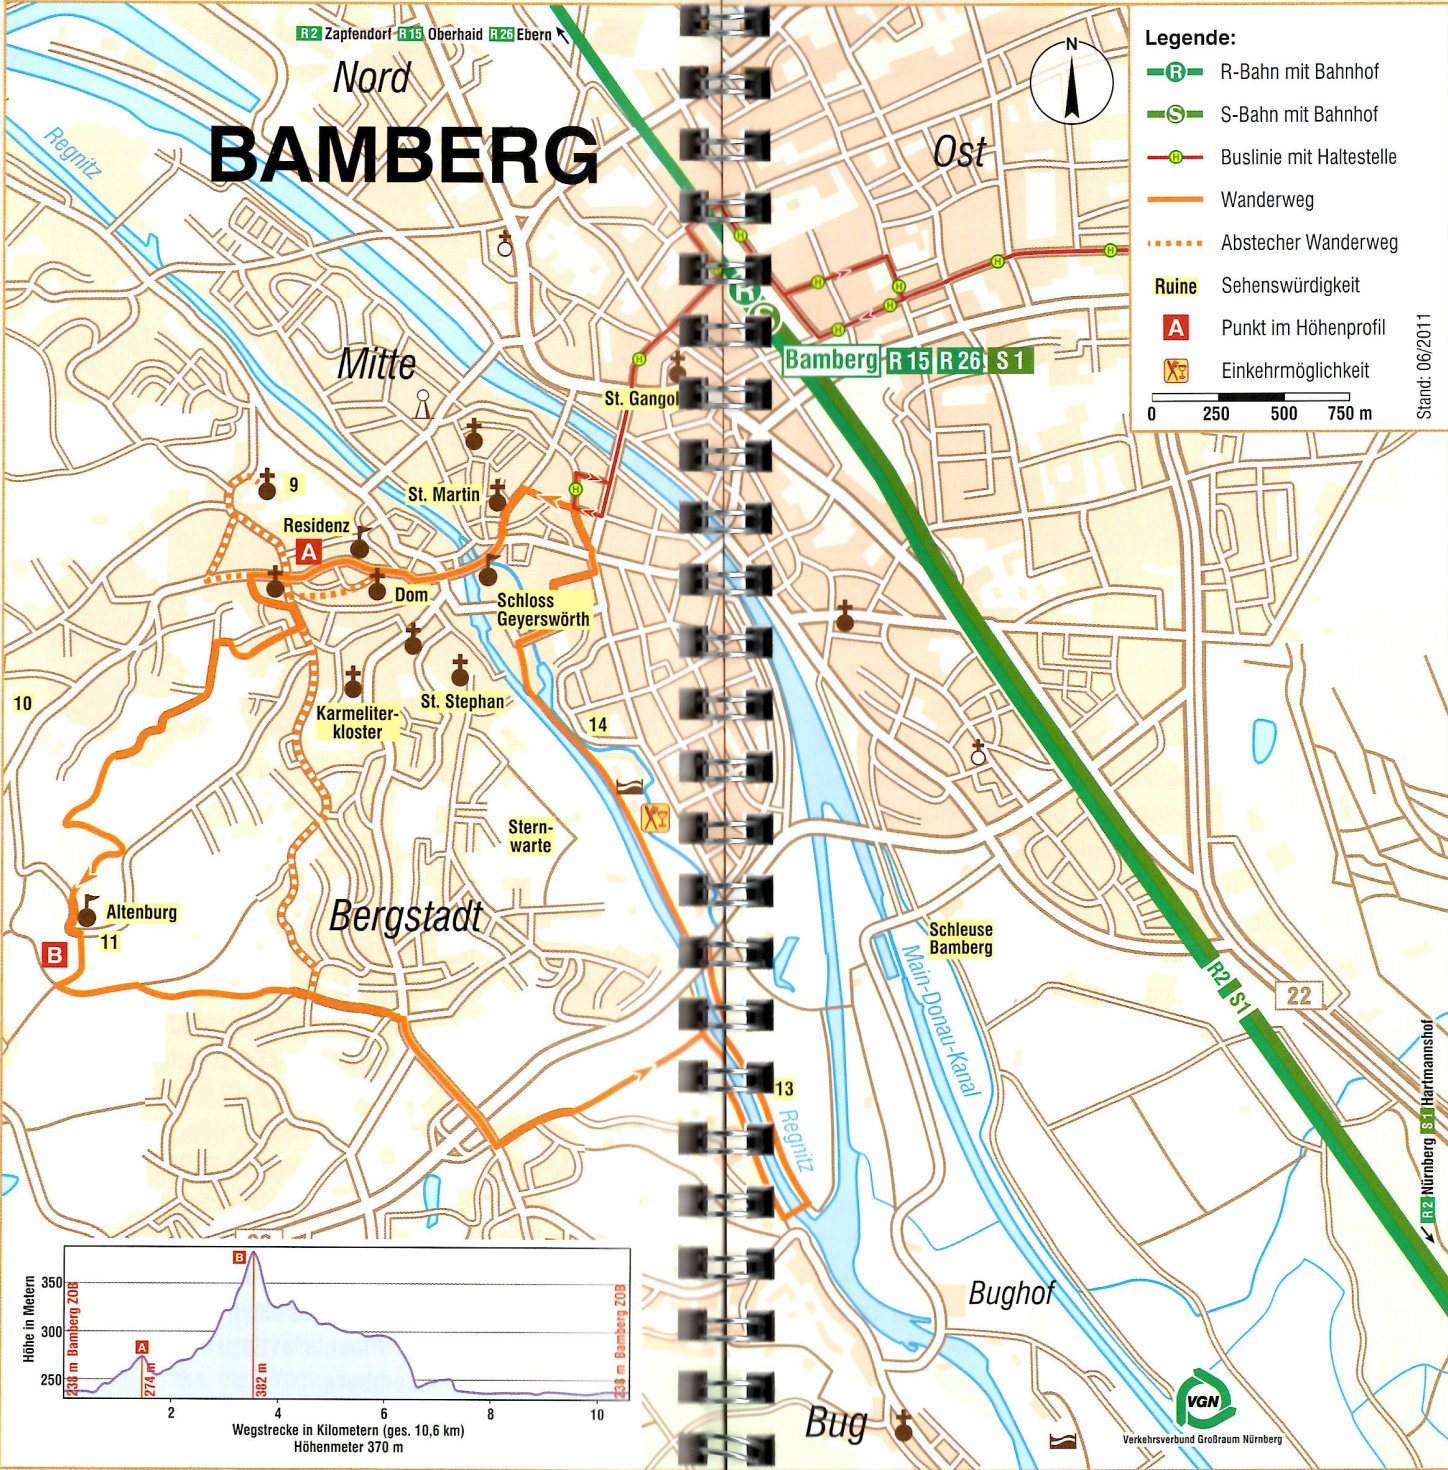 R2 Zapfendorf R15 Oberhaid R26 Ebern
Nord
BAMBERG
Regnitz
Ost
N
Mitte
St. Gangol
R
S
Bamberg R 15 R 26 S 1
H
H
H
H
H
H
H
H
H
St. Martin
9
Residenz
A
Dom
Schloss
Geyerswörth
10
Karmeliter-
kloster
St. Stephan
14
Stern-
warte
Altenburg
11
B
Bergstadt
Schleuse
Bamberg
Main-Donau-Kanal
R2 S1
22
13
Regnitz
R 2 Nürnberg S 1 Hartmannshof
Bughof
Bug
VGN
Verkehrsverbund Großraum Nürnberg
Legende:
R R-Bahn mit Bahnhof
S S-Bahn mit Bahnhof
H Buslinie mit Haltestelle
Wanderweg
Abstecher Wanderweg
Ruine Sehenswürdigkeit
A Punkt im Höhenprofil
Einkehrmöglichkeit
0 250 500 750 m
Stand: 06/2011
Höhe in Metern
350
300
250
238 m Bamberg ZOB
A
274 m
B
382 m
238 m Bamberg ZOB
2 4 6 8 10
Wegstrecke in Kilometern (ges. 10,6 km)
Höhenmeter 370 m